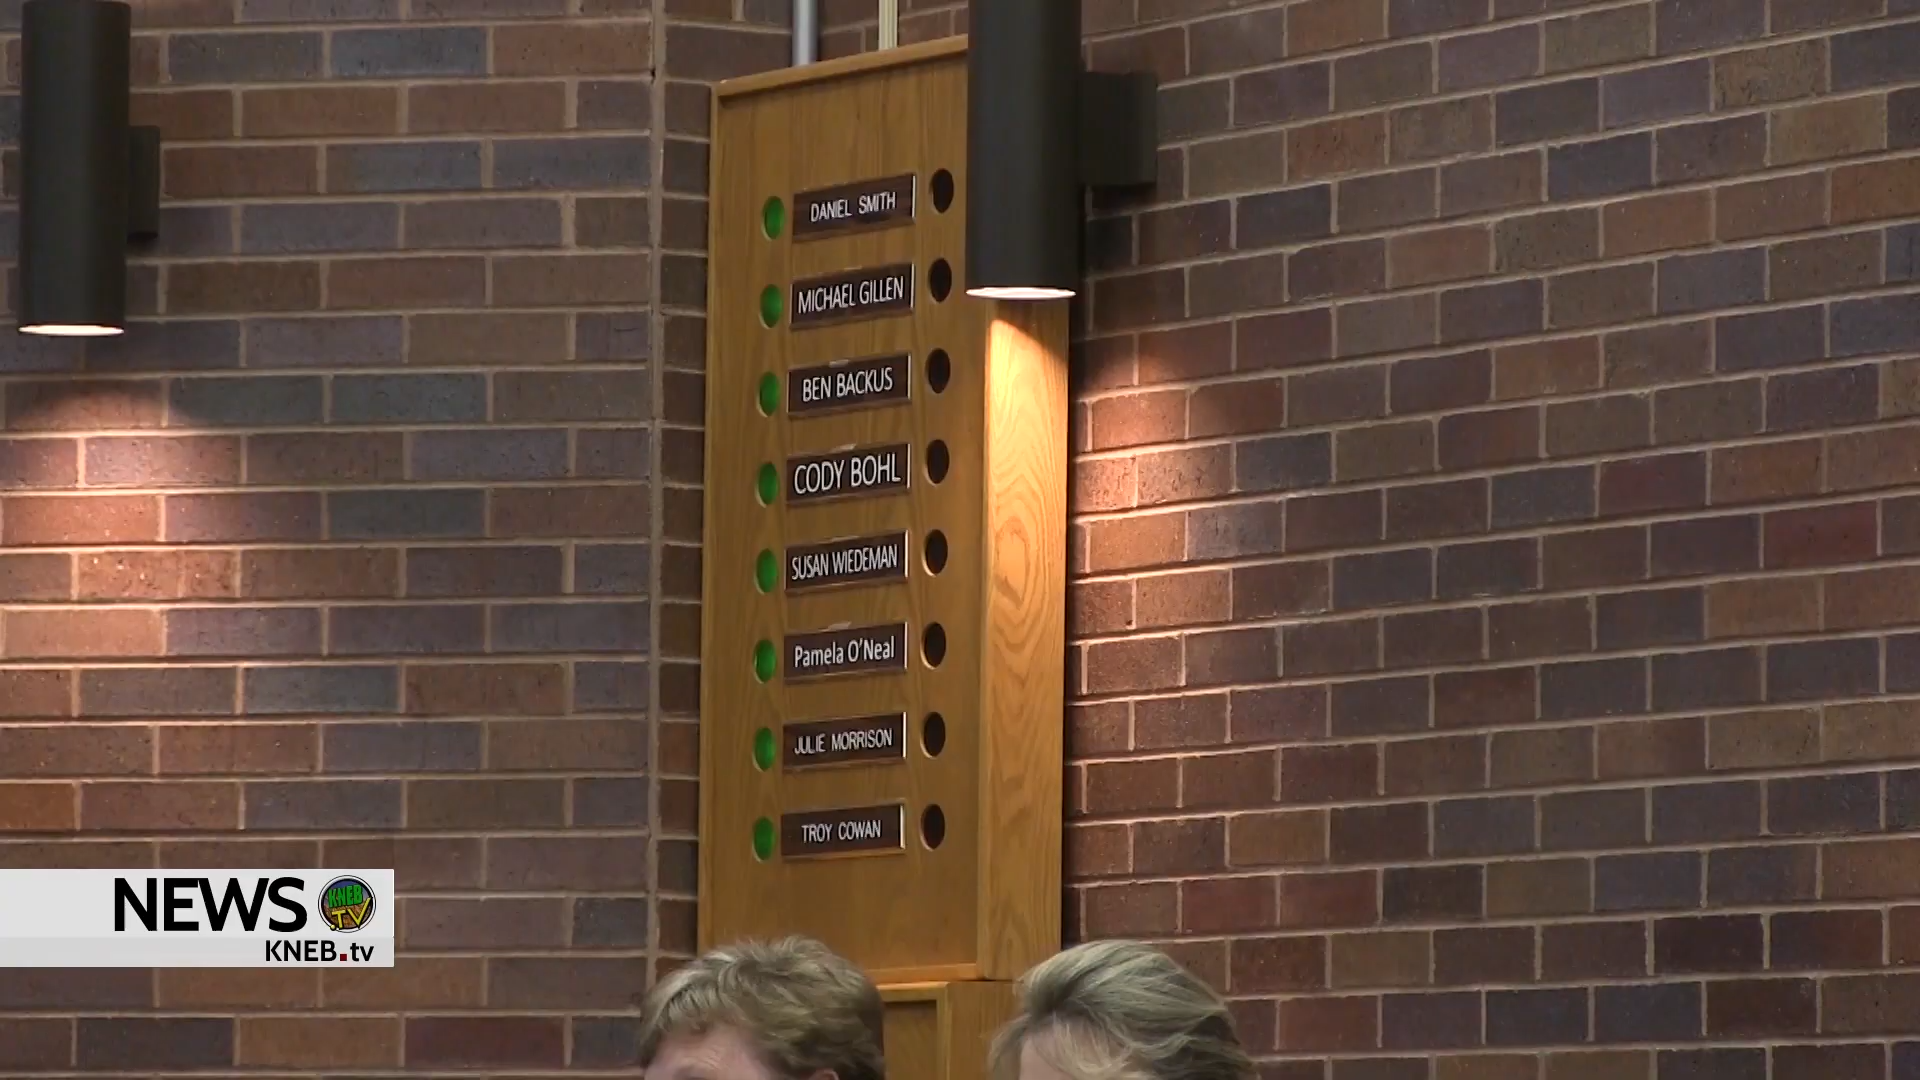 DANIEL SMITH
MICHAEL GILLEN
BEN BACKUS
CODY BOHL
SUSAN WIEDEMAN
Pamela O'Neal
JULIE MORRISON
TROY COWAN
NEWS KNEB .TV
KNEB.tv